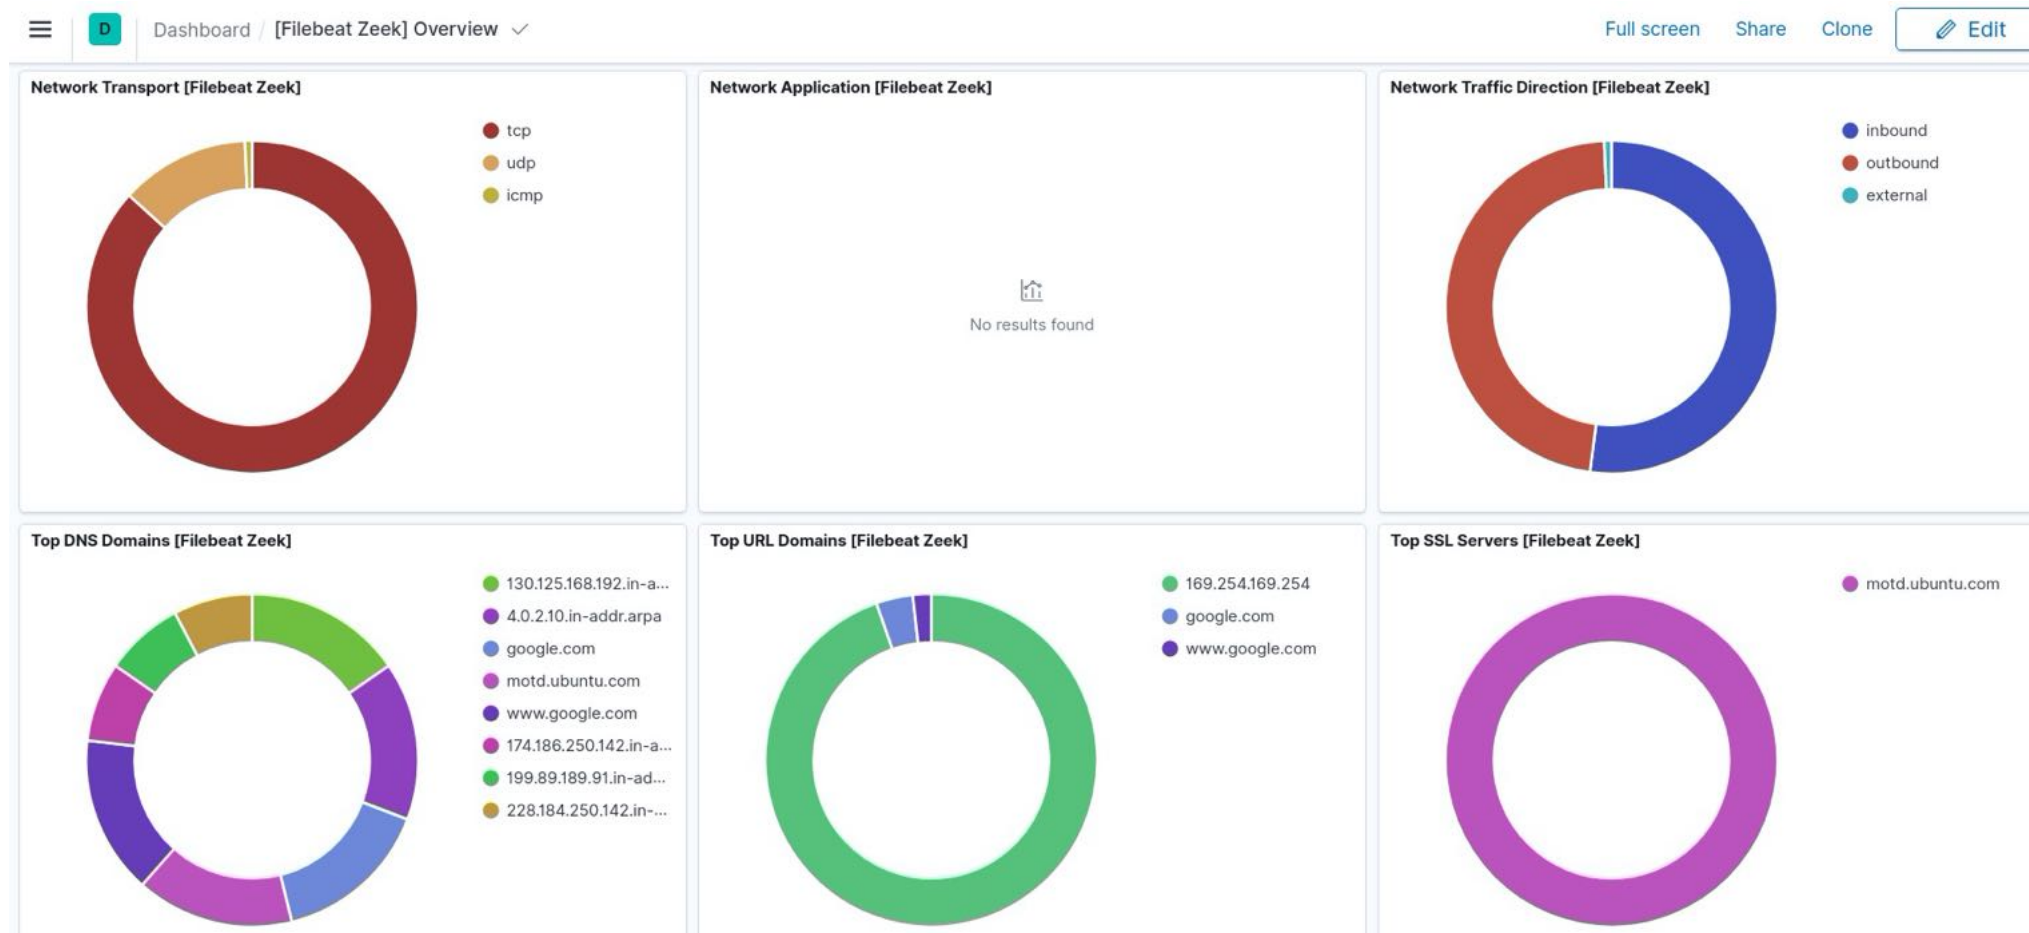 D Dashboard / [Filebeat Zeek] Overview Full screen Share Clone Edit
Network Transport [Filebeat Zeek]
tcp
udp
icmp
Network Application [Filebeat Zeek]
No results found
Network Traffic Direction [Filebeat Zeek]
inbound
outbound
external
Top DNS Domains [Filebeat Zeek]
130.125.168.192.in-a...
4.0.2.10.in-addr.arpa
google.com
motd.ubuntu.com
www.google.com
174.186.250.142.in-a...
199.89.189.91.in-ad...
228.184.250.142.in-...
Top URL Domains [Filebeat Zeek]
169.254.169.254
google.com
www.google.com
Top SSL Servers [Filebeat Zeek]
motd.ubuntu.com